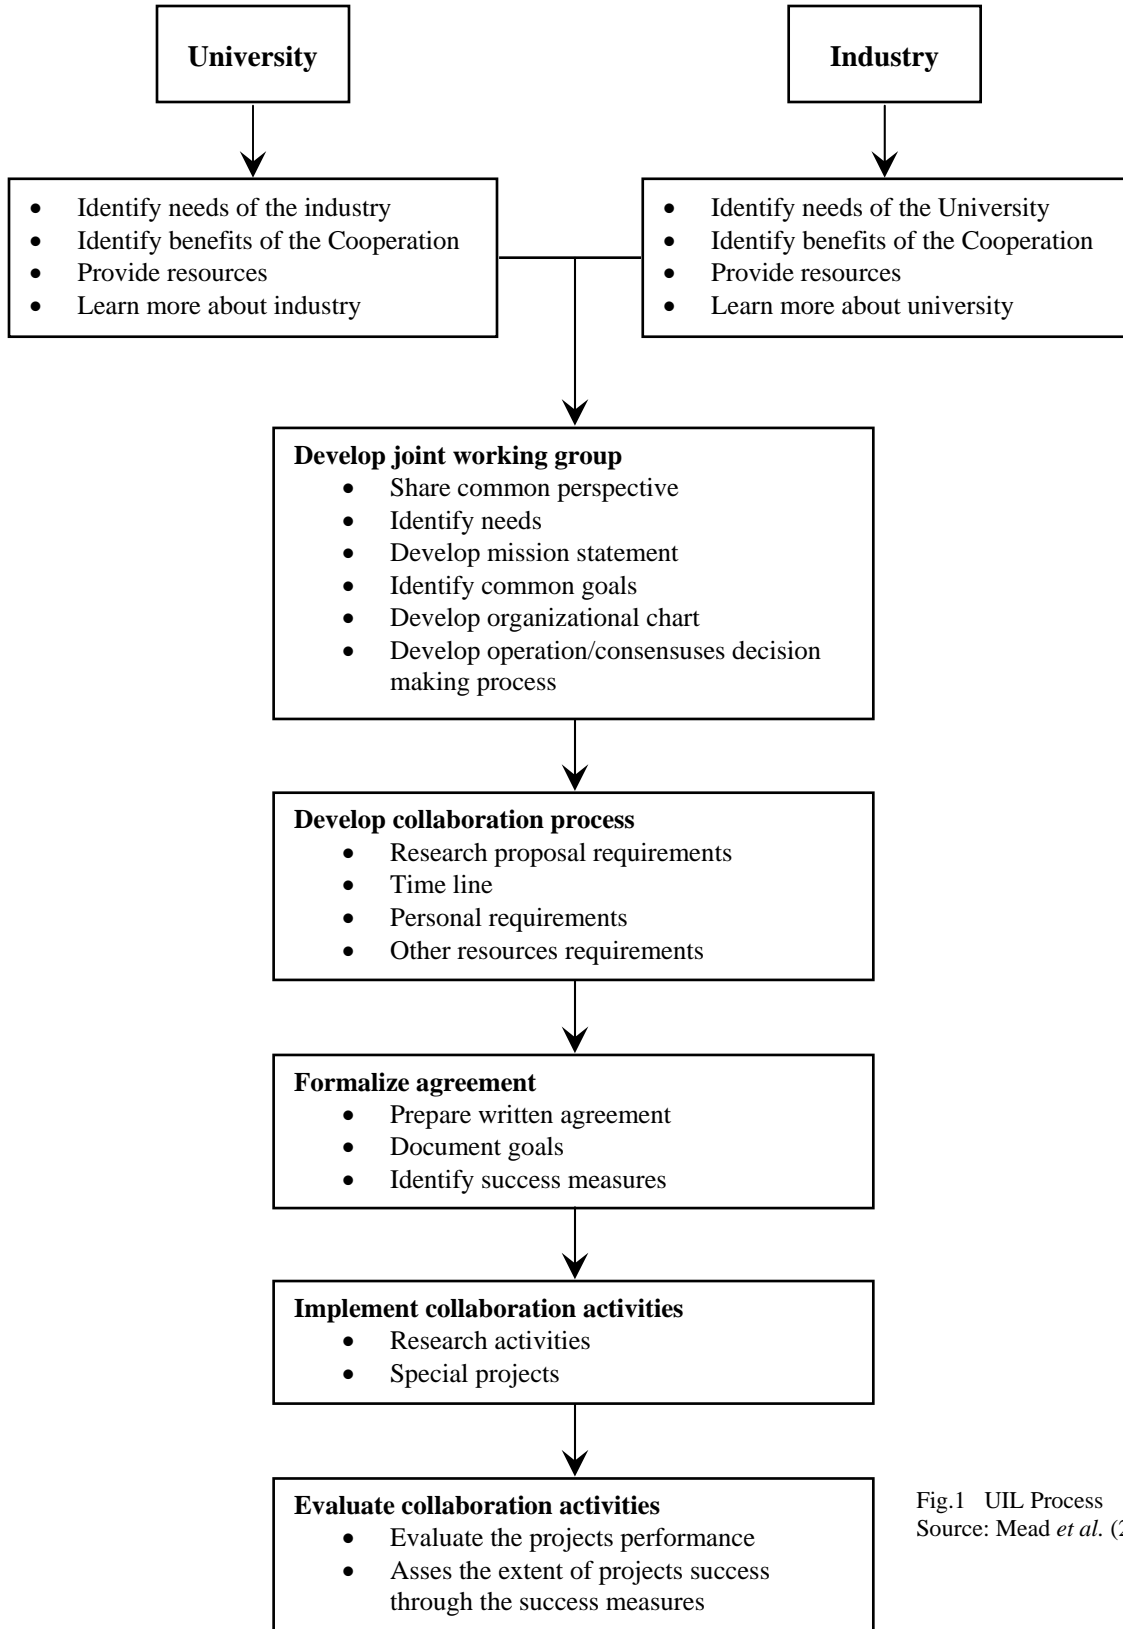 University
Industry
• Identify needs of the industry
• Identify benefits of the Cooperation
• Provide resources
• Learn more about industry
• Identify needs of the University
• Identify benefits of the Cooperation
• Provide resources
• Learn more about university
Develop joint working group
• Share common perspective
• Identify needs
• Develop mission statement
• Identify common goals
• Develop organizational chart
• Develop operation/consensuses decision
making process
Develop collaboration process
• Research proposal requirements
• Time line
• Personal requirements
• Other resources requirements
Formalize agreement
• Prepare written agreement
• Document goals
• Identify success measures
Implement collaboration activities
• Research activities
• Special projects
Evaluate collaboration activities
• Evaluate the projects performance
• Asses the extent of projects success
through the success measures
Fig.1 UIL Process
Source: Mead et al. (